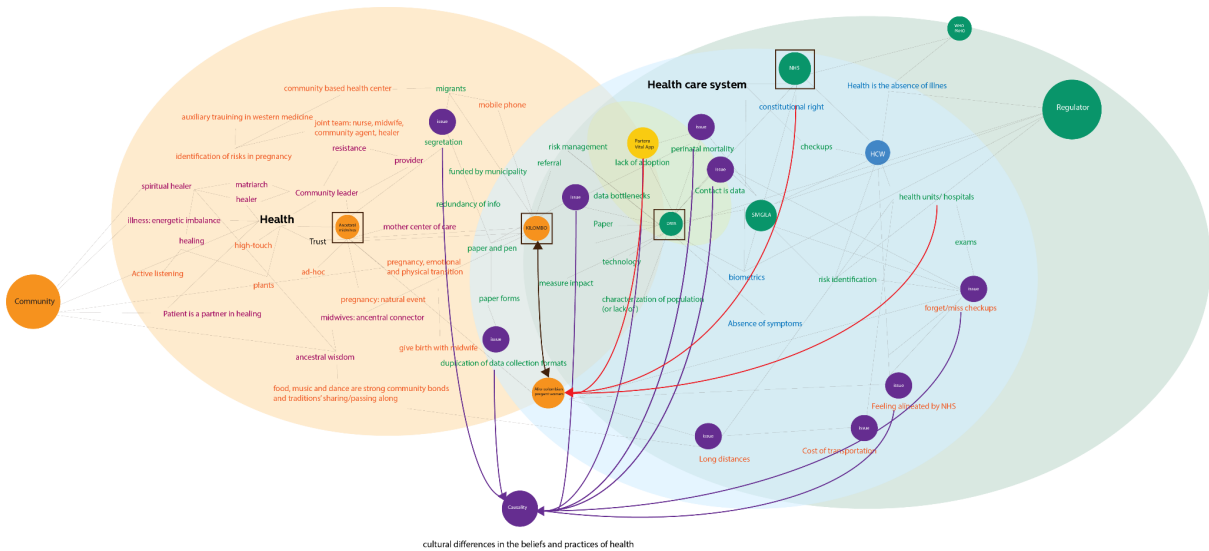 WHO
PAHO
NHS
Health care system
Health is the absence of illnes
community based health center
migrants
Regulator
mobile phone
constitutional right
auxiliary trauining in western medicine
joint team: nurse, midwife,
community agent, healer
issue
Issue
Partera
Vital App
segretation
risk management
perinatal mortality
checkups
resistance
HCW
identification of risks in pregnancy
provider
referral
lack of adoption
issue
funded by municipality
spiritual healer
matriarch
Community leader
issue
data bottlenecks
Contact is data
health units/ hospitals
healer
redundancy of info
SIVIGILA
illness: energetic imbalance
Health
mother center of care
KILOMBO
Paper
Trust
healing
high-touch
paper and pen
exams
pregnancy, emotional
and physical transition
technology
Active listening
ad-hoc
biometrics
risk identification
plants
measure impact
Issue
Community
pregnancy: natural event
paper forms
characterization of population
(or lack of)
forget/miss checkups
Patient is a partner in healing
midwives: ancentral connector
Absence of symptoms
issue
ancestral wisdom
give birth with midwife
duplication of data collection formats
food, music and dance are strong community bonds
and traditions' sharing/passing along
Afro-colombian
pregnant women
Issue
Feeling alineated by NHS
Issue
Issue
Cost of transportation
Long distances
Causality
cultural differences in the beliefs and practices of health